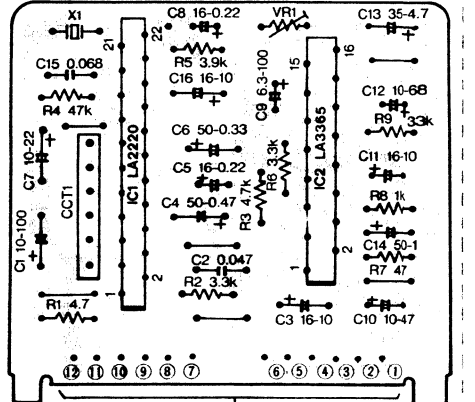 X1
C8 16-0.22
VR1
C13 35-4.7
21
22
R5 3.9k
15
16
C15 0.068
C16 16-10
C9 6.3-100
R4 47k
C12 10-68
R9 33k
C7 10-22
CCT1
IC1 LA2220
C6 50-0.33
C5 16-0.22
R6 3.3k
R3 4.7k
IC2 LA3365
C11 16-10
C4 50-0.47
R8 1k
C1 10-100
C14 50-1
C2 0.047
R7 47
1
2
R2 3.3k
1
2
R1 4.7
C3 16-10
C10 10-47
⑫ ⑪ ⑩ ⑨ ⑧ ⑦ ⑥ ⑤ ④ ③ ② ①